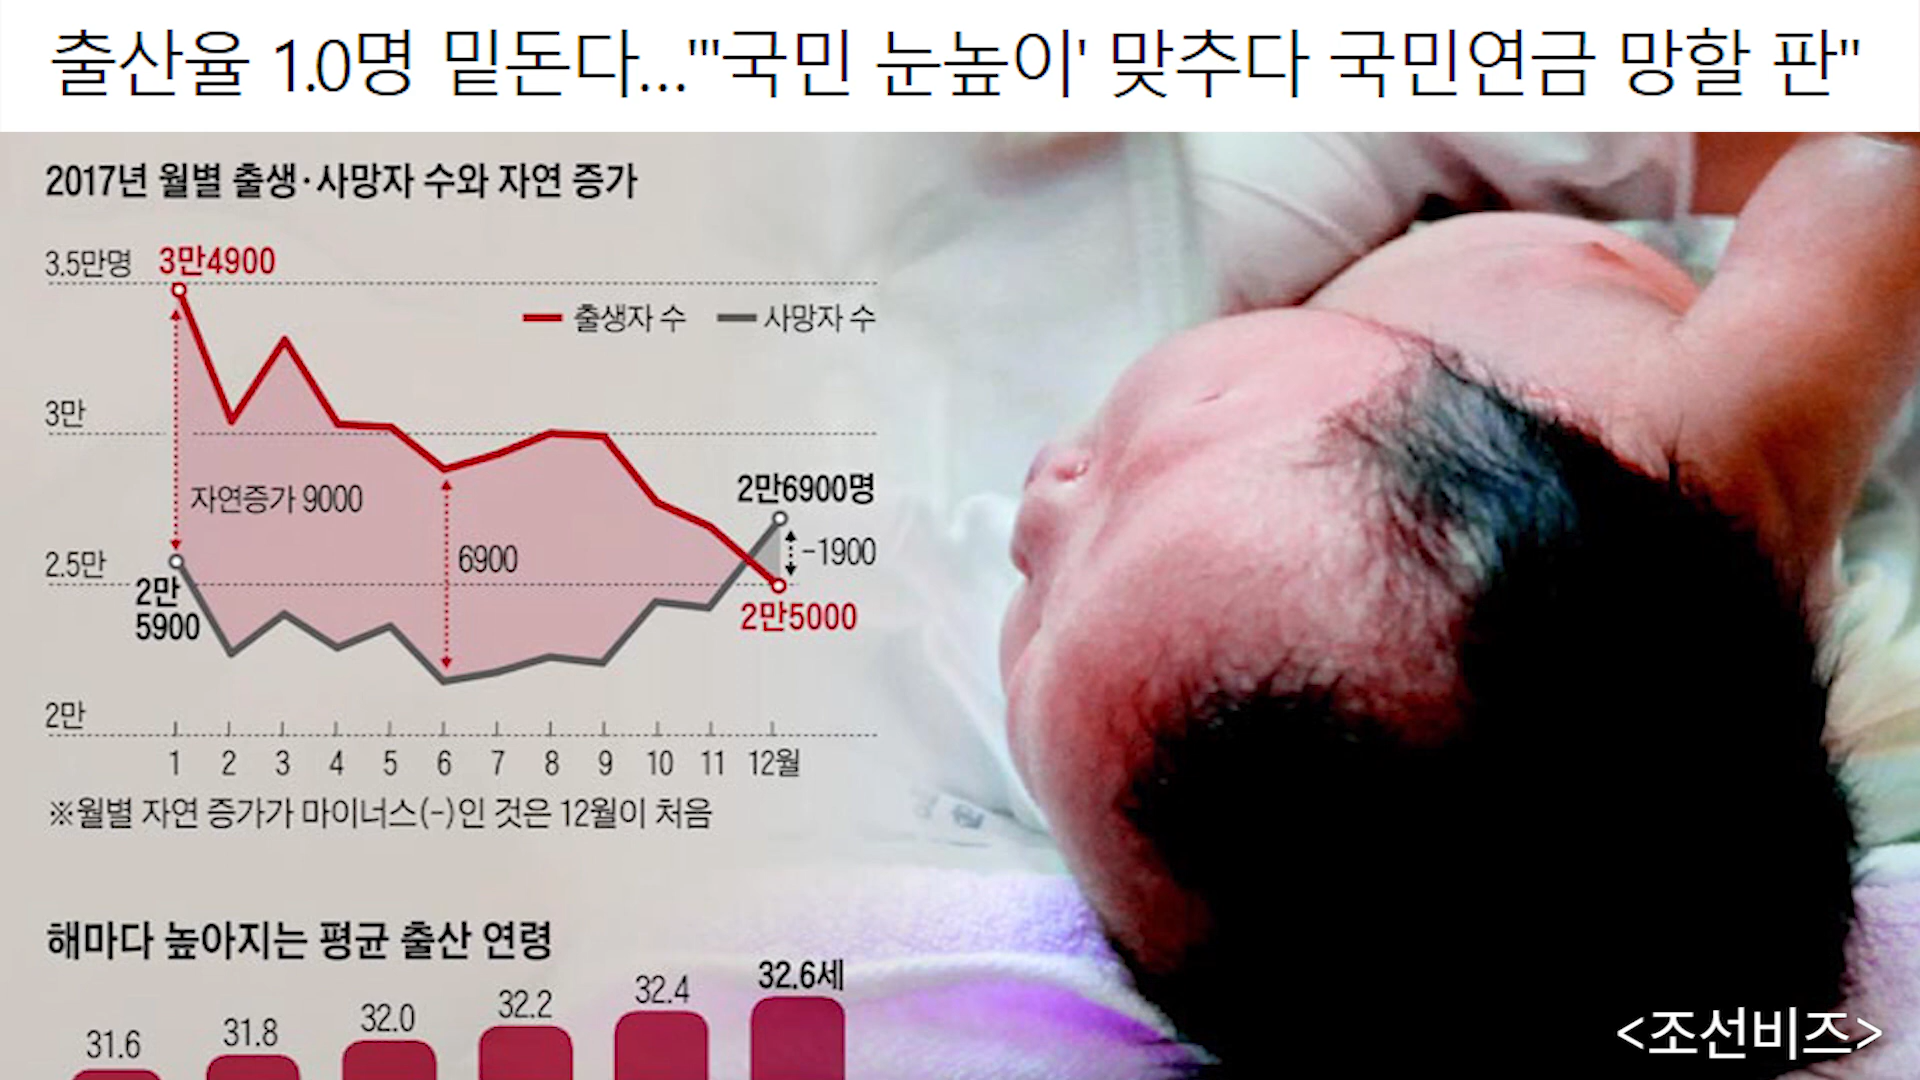 출산율 1.0명 밑돈다..."'국민 눈높이' 맞추다 국민연금 망할 판"
2017년 월별 출생·사망자 수와 자연 증가
3.5만명
3만4900
출생자 수
사망자 수
3만
자연증가 9000
2만6900명
6900
-1900
2.5만
2만
5900
2만5000
2만
1 2 3 4 5 6 7 8 9 10 11 12월
※월별 자연 증가가 마이너스(-)인 것은 12월이 처음
해마다 높아지는 평균 출산 연령
31.6 31.8 32.0 32.2 32.4 32.6세
<조선비즈>